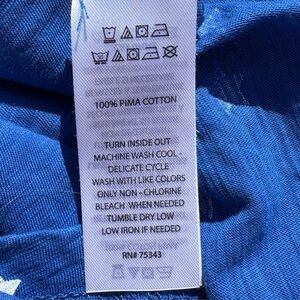 100% PIMA COTTON
TURN INSIDE OUT
MACHINE WASH COOL -
DELICATE CYCLE
WASH WITH LIKE COLORS
ONLY NON - CHLORINE
BLEACH WHEN NEEDED
TUMBLE DRY LOW
LOW IRON IF NEEDED
RN# 75343